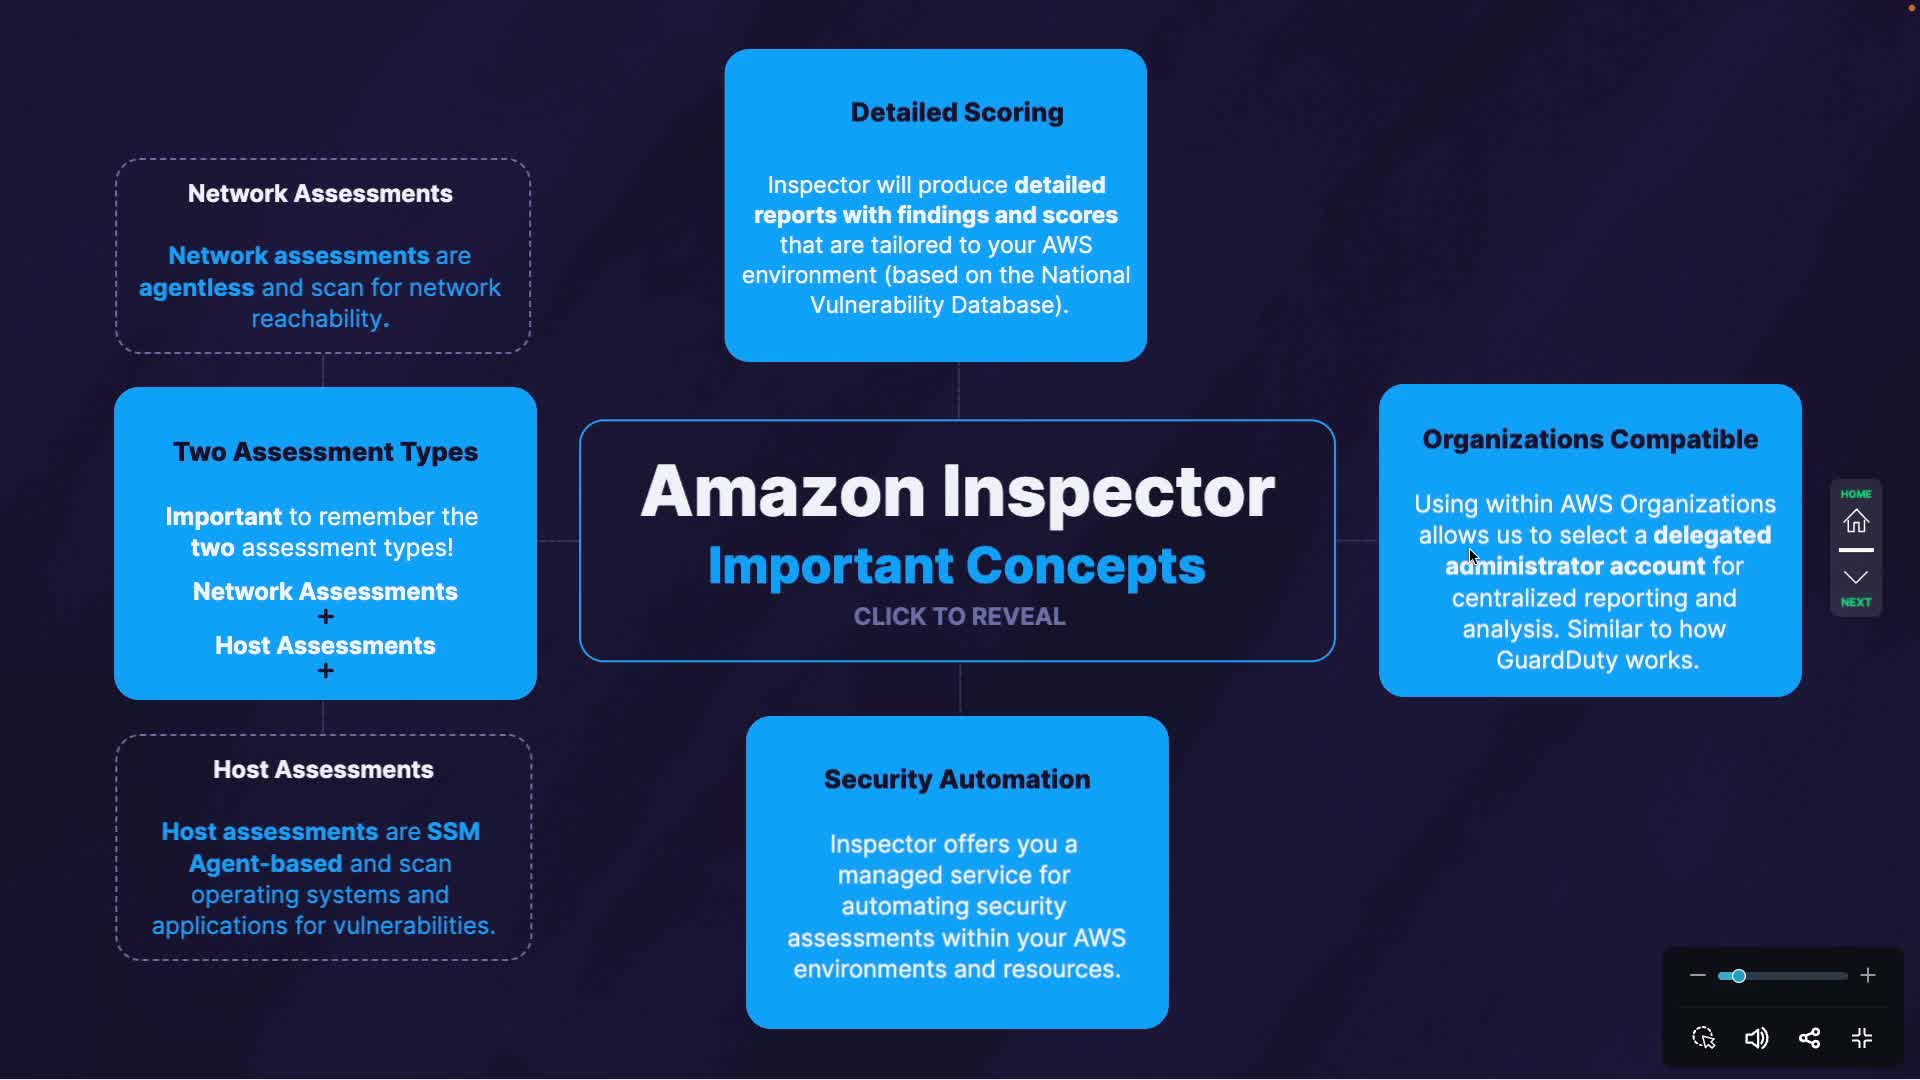 Detailed Scoring
Inspector will produce detailed
reports with findings and scores
that are tailored to your AWS
environment (based on the National
Vulnerability Database).
Network Assessments
Network assessments are
agentless and scan for network
reachability.
Two Assessment Types
Important to remember the
two assessment types!
Network Assessments
+
Host Assessments
+
Host Assessments
Host assessments are SSM
Agent-based and scan
operating systems and
applications for vulnerabilities.
Amazon Inspector
Important Concepts
CLICK TO REVEAL
Security Automation
Inspector offers you a
managed service for
automating security
assessments within your AWS
environments and resources.
Organizations Compatible
Using within AWS Organizations
allows us to select a delegated
administrator account for
centralized reporting and
analysis. Similar to how
GuardDuty works.
HOME
NEXT